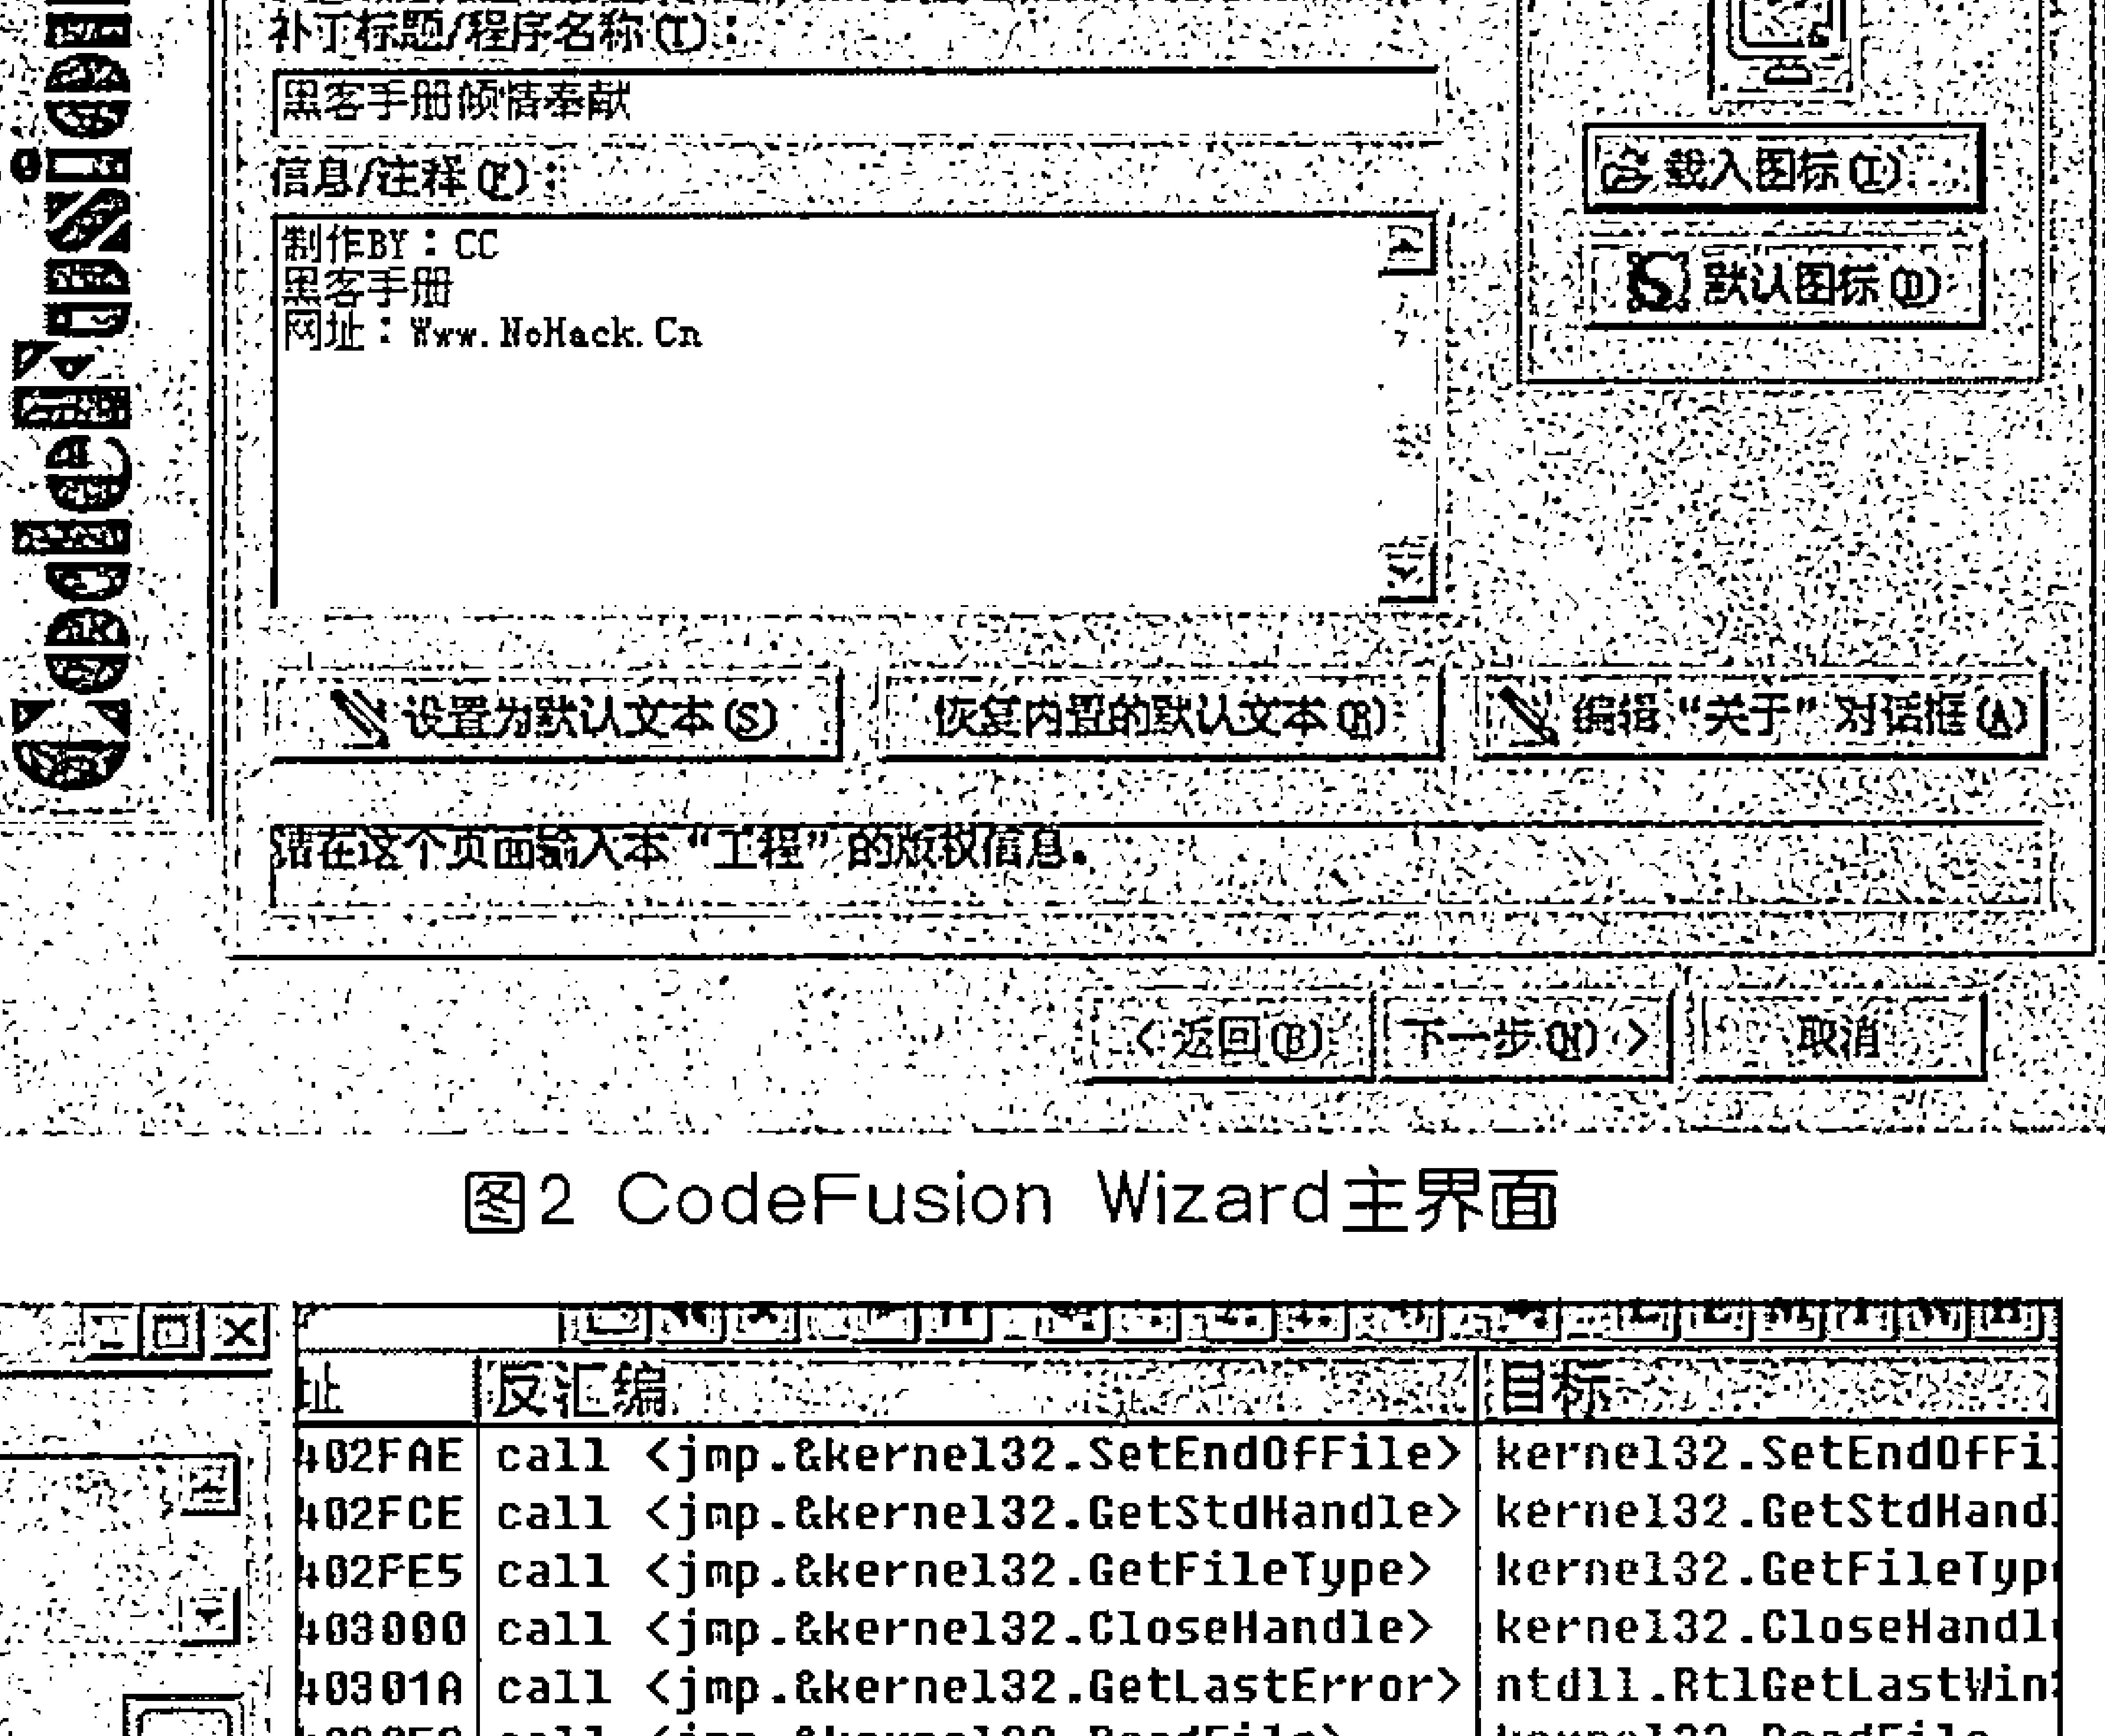 补丁标题/程序名称(T)：
黑客手册倾情奉献
信息/注释(F)：
载入图标(I)
制作BY：CC
黑客手册
网址：Www.NoHack.Cn
默认图标(D)
设置为默认文本(S)
恢复内置的默认文本(R)
编辑“关于”对话框(A)
请在这个页面输入本“工程”的版权信息。
< 返回(B)
下一步(N) >
取消
图2 CodeFusion Wizard主界面
址 反汇编 目标
402FAE call <jmp.&kernel32.SetEndOfFile> kernel32.SetEndOfFi
402FCE call <jmp.&kernel32.GetStdHandle> kernel32.GetStdHand
402FE5 call <jmp.&kernel32.GetFileType> kernel32.GetFileTyp
403000 call <jmp.&kernel32.CloseHandle> kernel32.CloseHandl
40301A call <jmp.&kernel32.GetLastError> ntdll.RtlGetLastWin